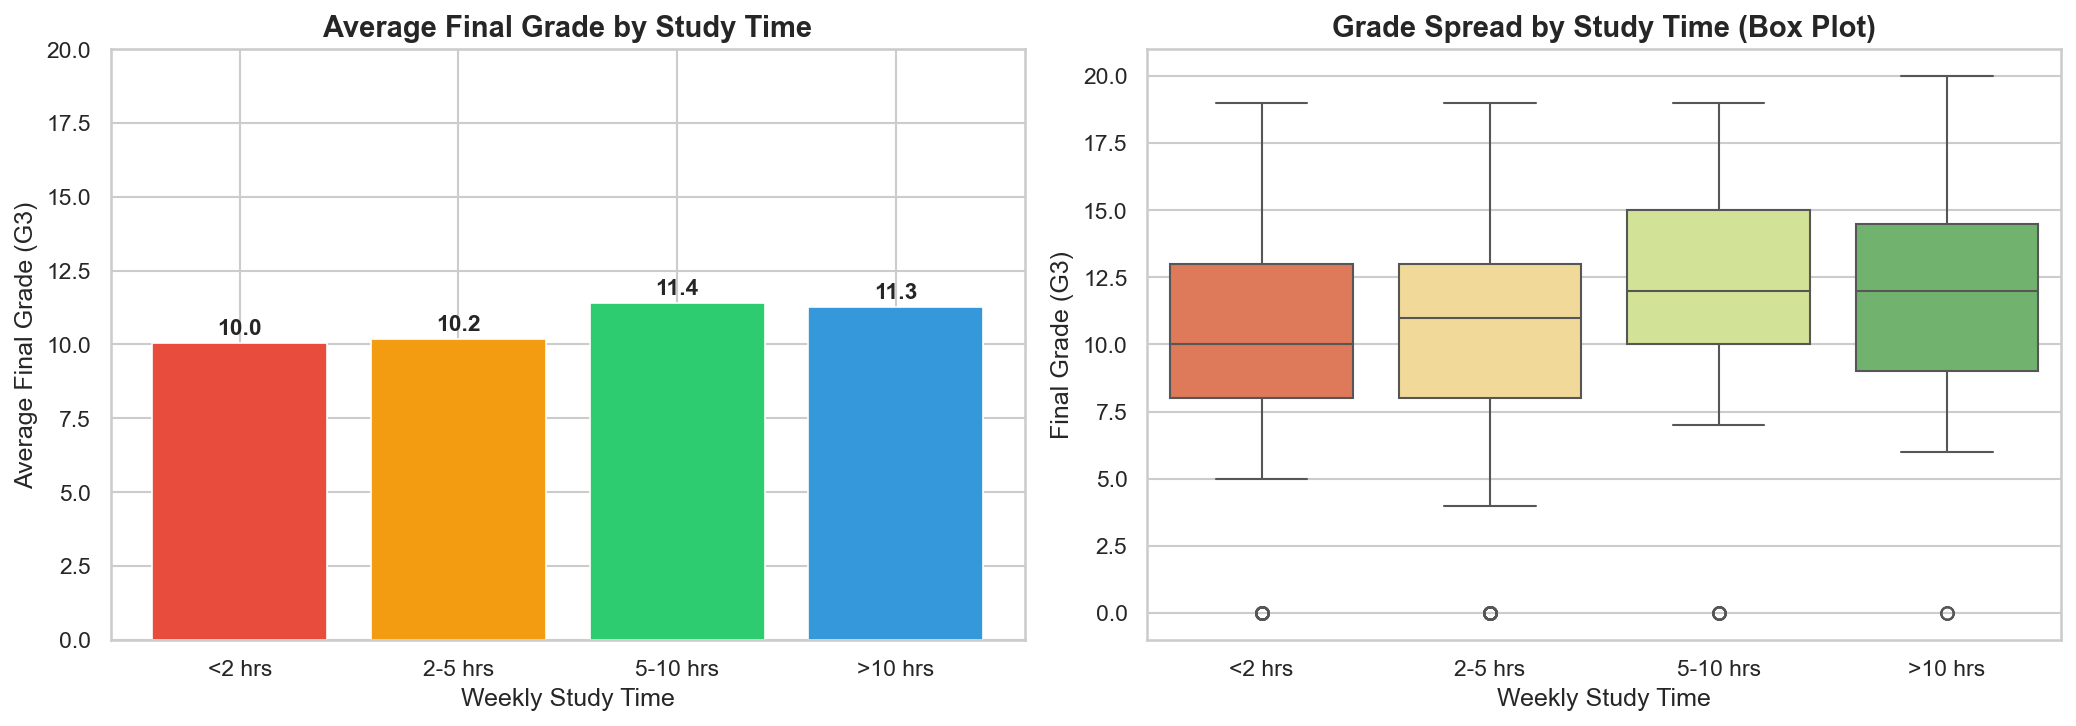 Average Final Grade by Study Time
20.0
17.5
15.0
12.5
10.0
7.5
5.0
2.5
0.0
Average Final Grade (G3)
10.0
10.2
11.4
11.3
<2 hrs
2-5 hrs
5-10 hrs
>10 hrs
Weekly Study Time
Grade Spread by Study Time (Box Plot)
20.0
17.5
15.0
12.5
10.0
7.5
5.0
2.5
0.0
Final Grade (G3)
<2 hrs
2-5 hrs
5-10 hrs
>10 hrs
Weekly Study Time